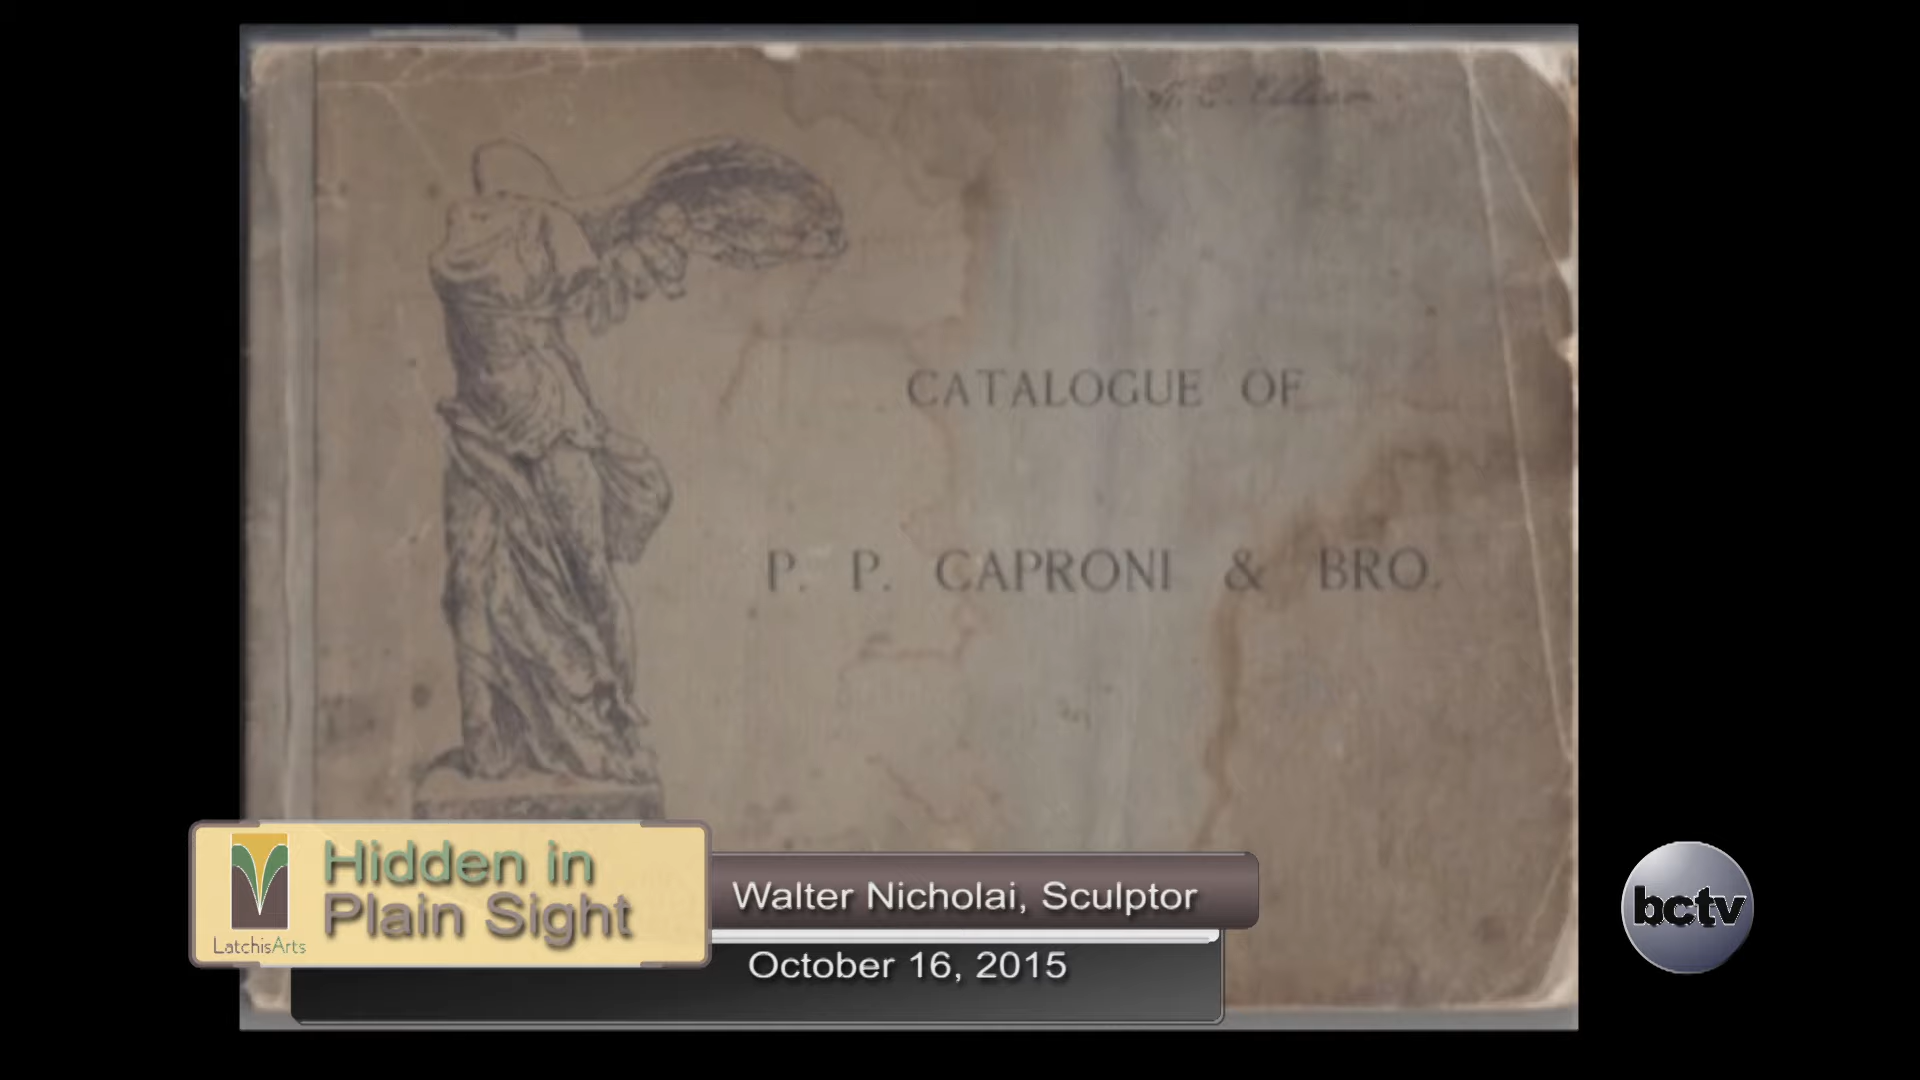 CATALOGUE OF
P. P. CAPRONI & BRO.
Hidden in
Plain Sight
LatchisArts
Walter Nicholai, Sculptor
October 16, 2015
bctv